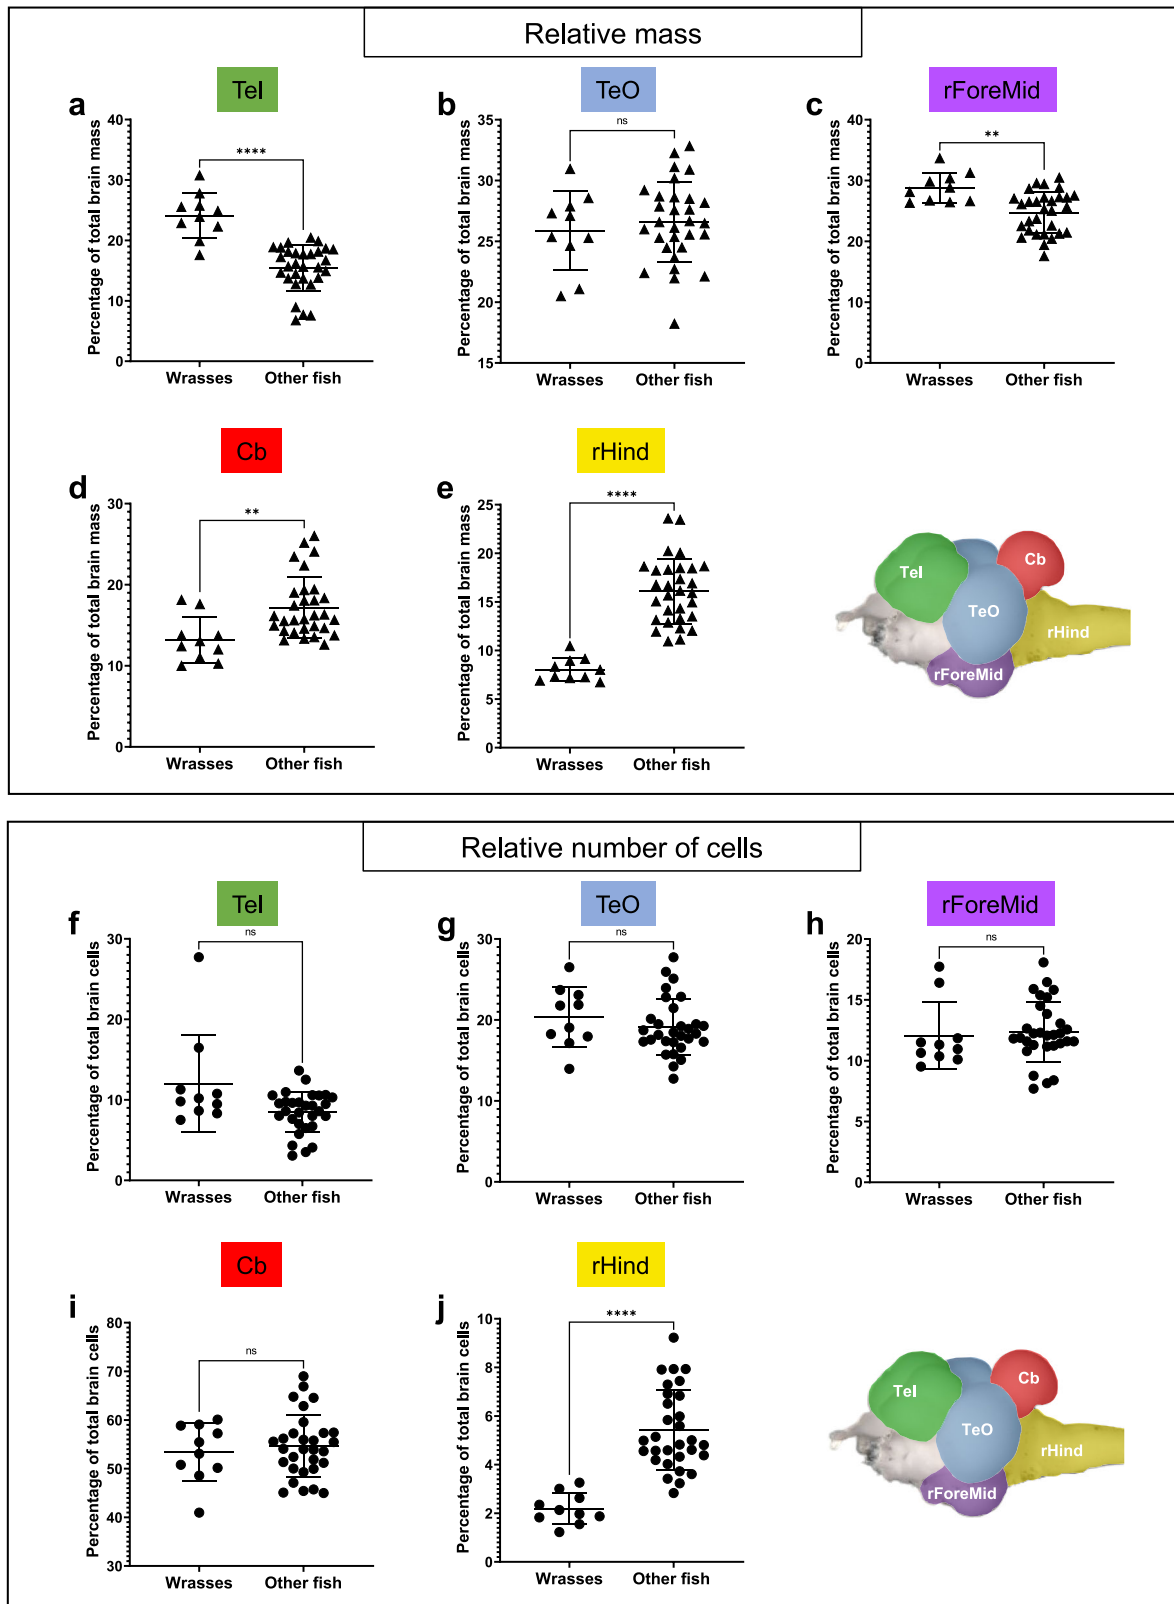 Relative mass
Tel
TeO
rForeMid
a
b
c
Percentage of total brain mass
40
30
20
10
0
****
Wrasses
Other fish
Percentage of total brain mass
35
30
25
20
15
ns
Wrasses
Other fish
Percentage of total brain mass
40
30
20
10
0
**
Wrasses
Other fish
Cb
rHind
d
e
Percentage of total brain mass
30
20
10
0
**
Wrasses
Other fish
Percentage of total brain mass
25
20
15
10
5
0
****
Wrasses
Other fish
Tel
Cb
TeO
rHind
rForeMid
Relative number of cells
Tel
TeO
rForeMid
f
g
h
Percentage of total brain cells
30
20
10
0
ns
Wrasses
Other fish
Percentage of total brain cells
30
20
10
0
ns
Wrasses
Other fish
Percentage of total brain cells
20
15
10
5
0
ns
Wrasses
Other fish
Cb
rHind
i
j
Percentage of total brain cells
80
70
60
50
40
30
ns
Wrasses
Other fish
Percentage of total brain cells
10
8
6
4
2
0
****
Wrasses
Other fish
Tel
Cb
TeO
rHind
rForeMid